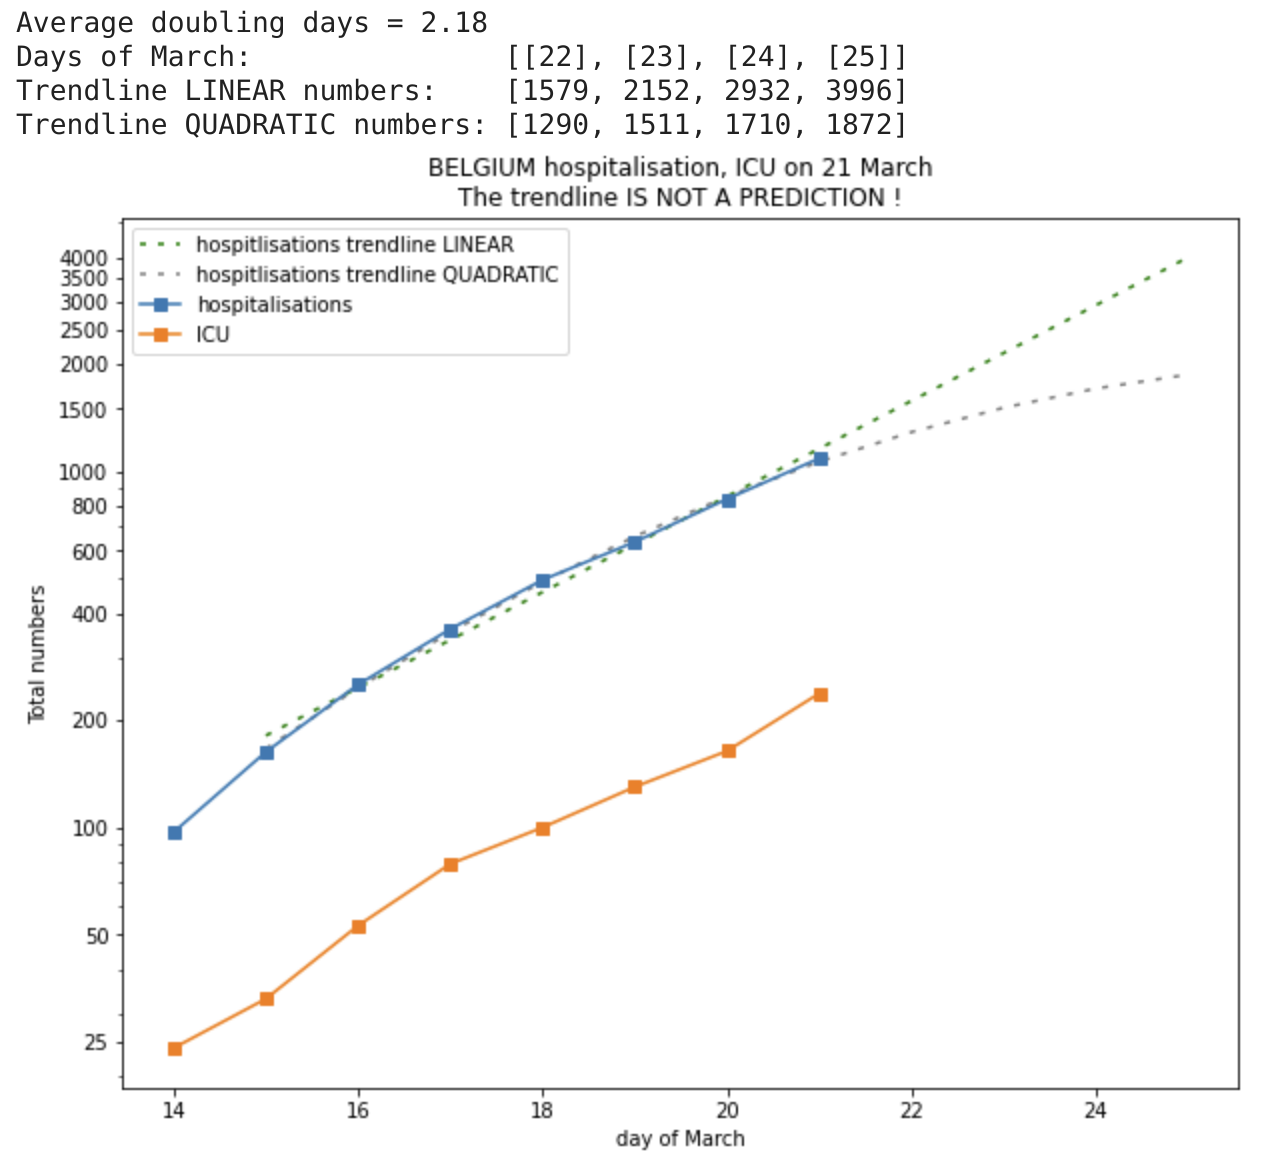 Average doubling days = 2.18
Days of March: [[22], [23], [24], [25]]
Trendline LINEAR numbers: [1579, 2152, 2932, 3996]
Trendline QUADRATIC numbers: [1290, 1511, 1710, 1872]
BELGIUM hospitalisation, ICU on 21 March
The trendline IS NOT A PREDICTION !
hospitlisations trendline LINEAR
hospitlisations trendline QUADRATIC
hospitalisations
ICU
4000
3500
3000
2500
2000
1500
1000
800
600
400
200
100
50
25
Total numbers
14 16 18 20 22 24
day of March